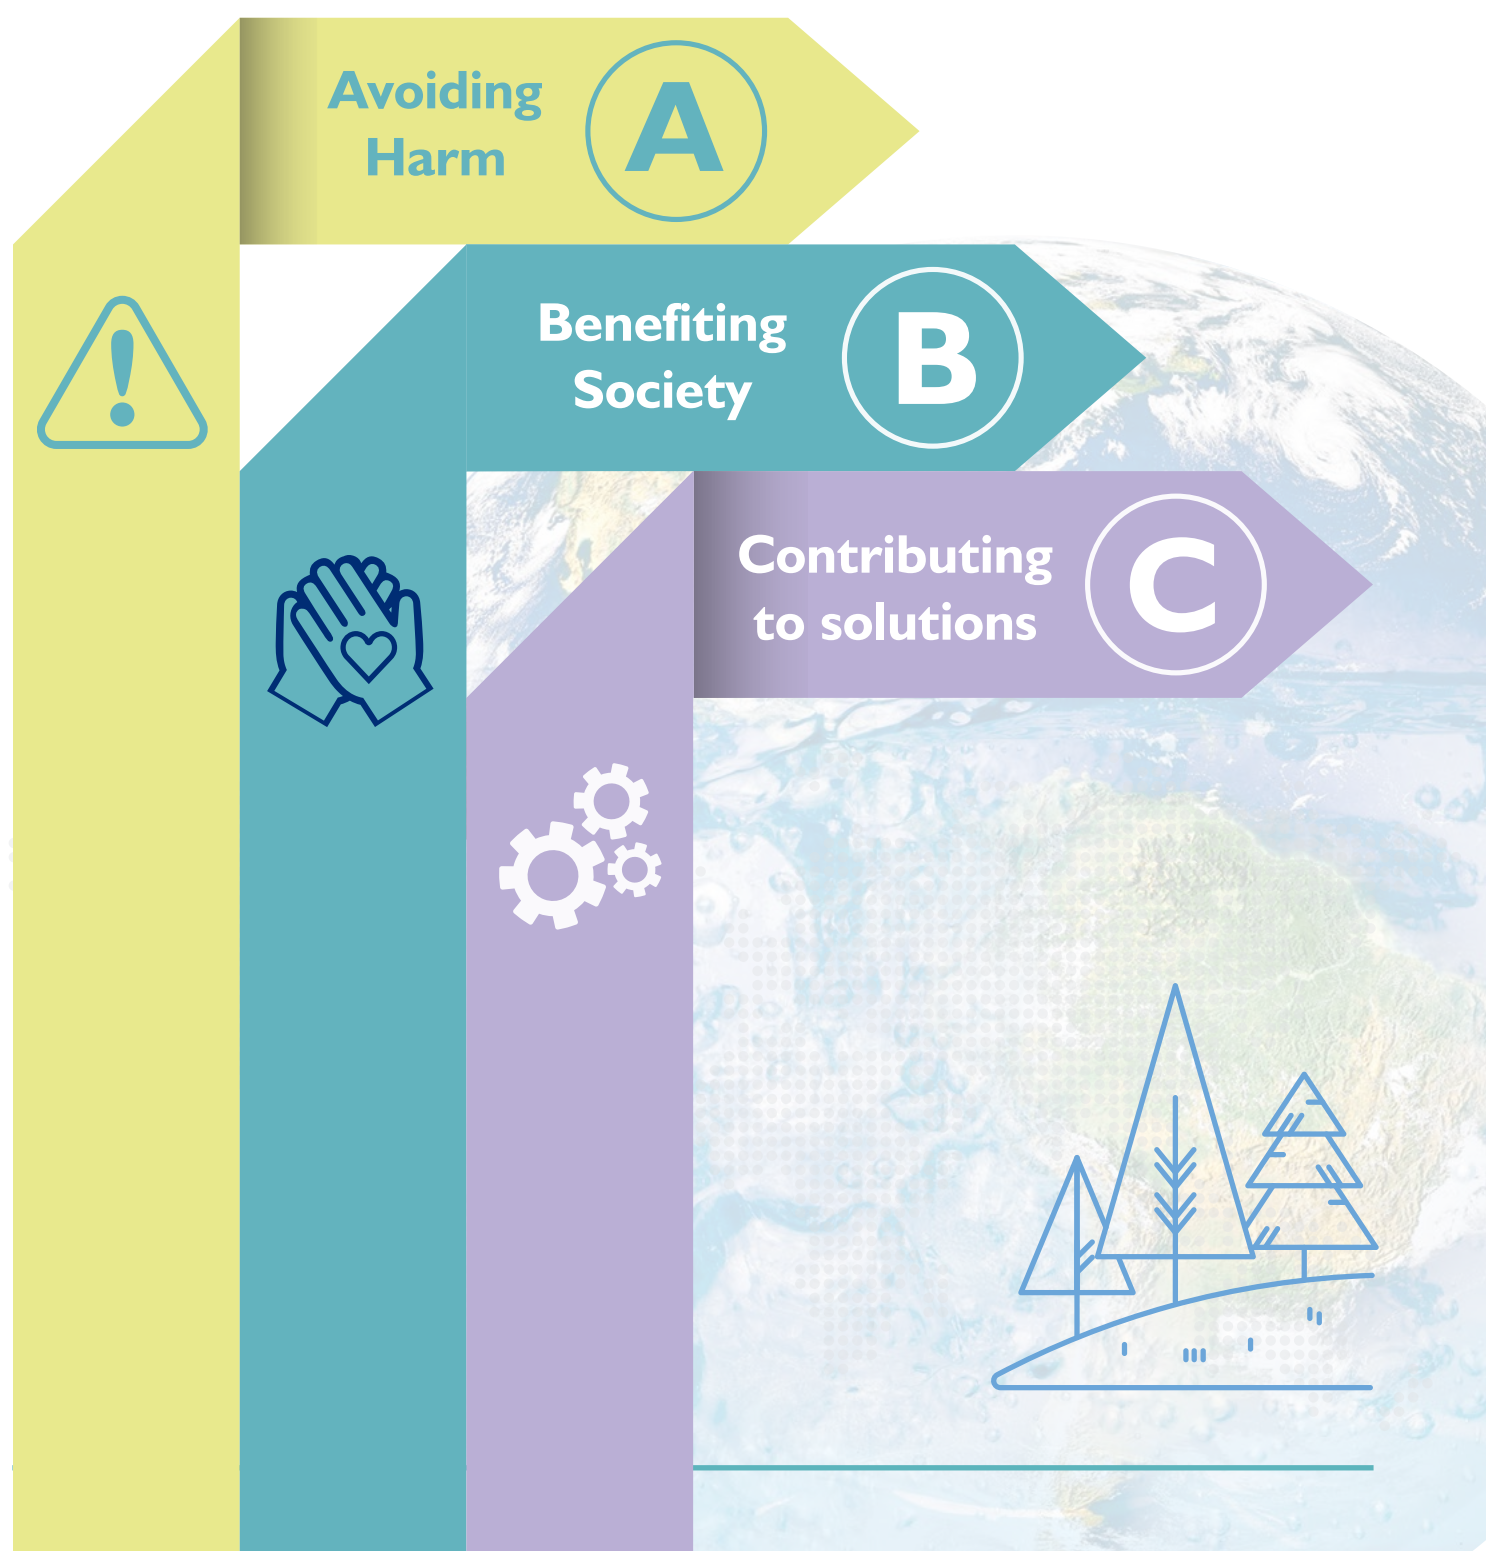 Avoiding
Harm
A
Benefiting
Society
B
Contributing
to solutions
C